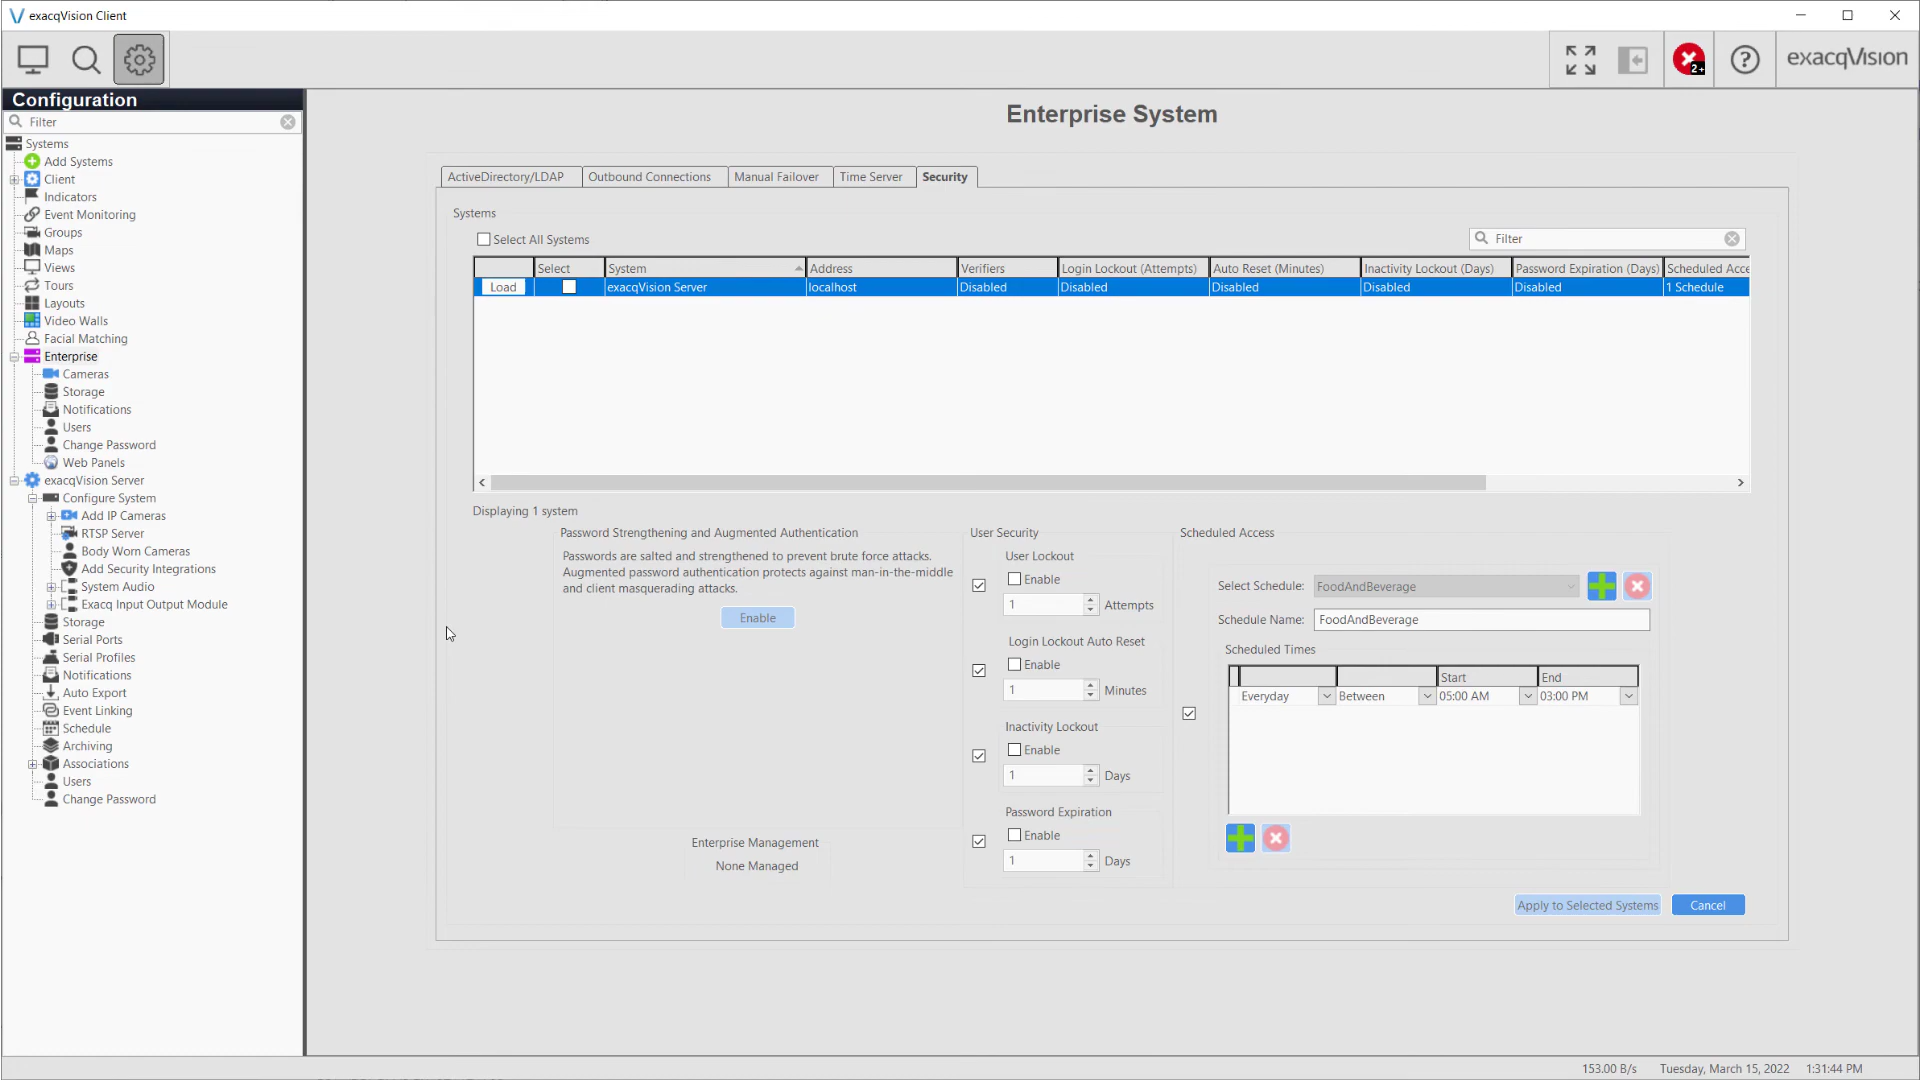 exacqVision Client
2+
exacqVision
Configuration
Filter
Systems
Add Systems
Client
Indicators
Event Monitoring
Groups
Maps
Views
Tours
Layouts
Video Walls
Facial Matching
Enterprise
Cameras
Storage
Notifications
Users
Change Password
Web Panels
exacqVision Server
Configure System
Add IP Cameras
RTSP Server
Body Worn Cameras
Add Security Integrations
System Audio
Exacq Input Output Module
Storage
Serial Ports
Serial Profiles
Notifications
Auto Export
Event Linking
Schedule
Archiving
Associations
Users
Change Password
Enterprise System
ActiveDirectory/LDAP Outbound Connections Manual Failover Time Server Security
Systems
Select All Systems Filter
Select System Address Verifiers Login Lockout (Attempts) Auto Reset (Minutes) Inactivity Lockout (Days) Password Expiration (Days) Scheduled Acce
Load exacqVision Server localhost Disabled Disabled Disabled Disabled Disabled 1 Schedule
Displaying 1 system
Password Strengthening and Augmented Authentication
Passwords are salted and strengthened to prevent brute force attacks.
Augmented password authentication protects against man-in-the-middle
and client masquerading attacks.
Enable
Enterprise Management
None Managed
User Security
User Lockout
Enable
1 Attempts
Login Lockout Auto Reset
Enable
1 Minutes
Inactivity Lockout
Enable
1 Days
Password Expiration
Enable
1 Days
Scheduled Access
Select Schedule: FoodAndBeverage
Schedule Name: FoodAndBeverage
Scheduled Times
Start End
Everyday Between 05:00 AM 03:00 PM
Apply to Selected Systems Cancel
153.00 B/s Tuesday, March 15, 2022 1:31:44 PM